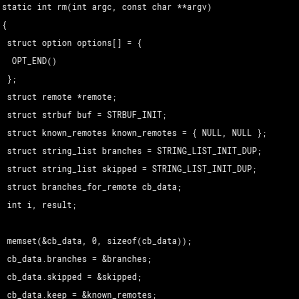 static int rm(int argc, const char **argv)
{
struct option options[] = {
OPT_END()
};
struct remote *remote;
struct strbuf buf = STRBUF_INIT;
struct known_remotes known_remotes = { NULL, NULL };
struct string_list branches = STRING_LIST_INIT_DUP;
struct string_list skipped = STRING_LIST_INIT_DUP;
struct branches_for_remote cb_data;
int i, result;
memset(&cb_data, 0, sizeof(cb_data));
cb_data.branches = &branches;
cb_data.skipped = &skipped;
cb_data.keep = &known_remotes;